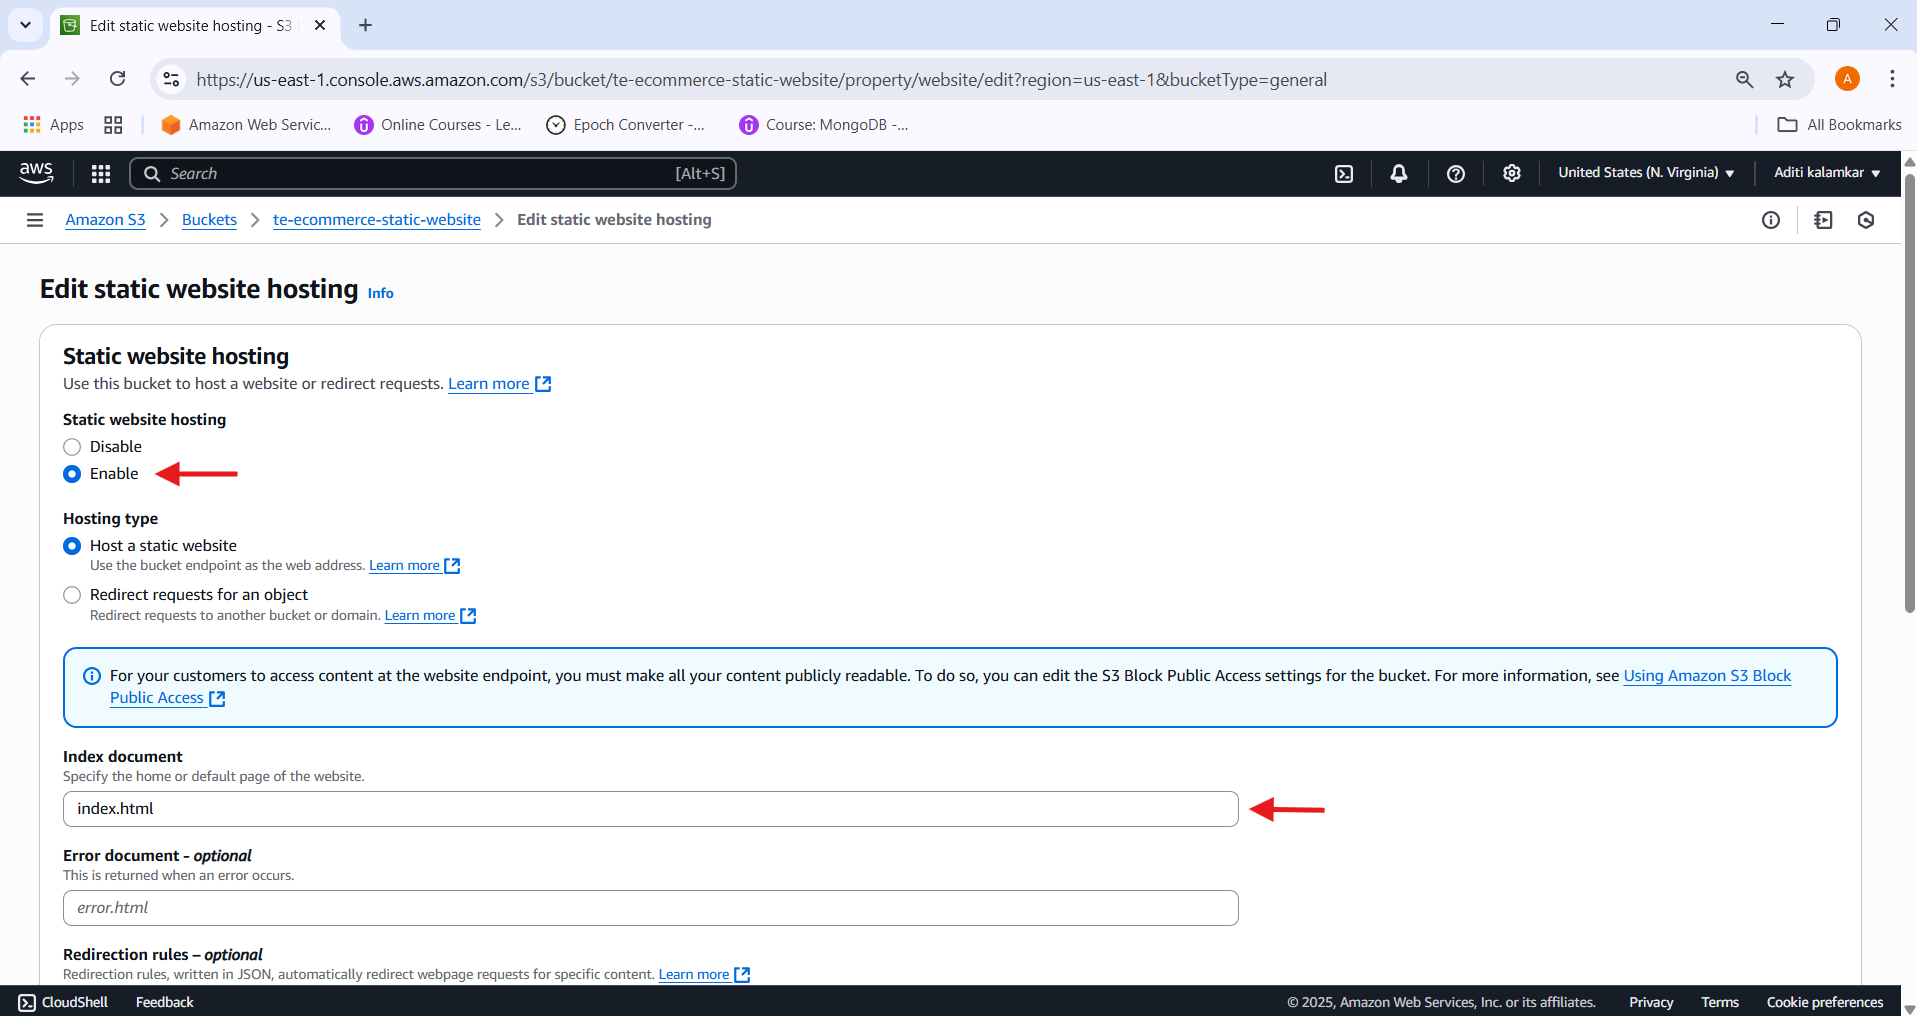 Edit static website hosting - S3
https://us-east-1.console.aws.amazon.com/s3/bucket/te-ecommerce-static-website/property/website/edit?region=us-east-1&bucketType=general
A
Apps
Amazon Web Servic...
Online Courses - Le...
Epoch Converter -...
Course: MongoDB -...
All Bookmarks
aws
Search
[Alt+S]
United States (N. Virginia)
Aditi kalamkar
Amazon S3
Buckets
te-ecommerce-static-website
Edit static website hosting
Edit static website hosting Info
Static website hosting
Use this bucket to host a website or redirect requests. Learn more
Static website hosting
Disable
Enable
Hosting type
Host a static website
Use the bucket endpoint as the web address. Learn more
Redirect requests for an object
Redirect requests to another bucket or domain. Learn more
For your customers to access content at the website endpoint, you must make all your content publicly readable. To do so, you can edit the S3 Block Public Access settings for the bucket. For more information, see Using Amazon S3 Block
Public Access
Index document
Specify the home or default page of the website.
index.html
Error document - optional
This is returned when an error occurs.
error.html
Redirection rules – optional
Redirection rules, written in JSON, automatically redirect webpage requests for specific content. Learn more
CloudShell
Feedback
© 2025, Amazon Web Services, Inc. or its affiliates.
Privacy
Terms
Cookie preferences